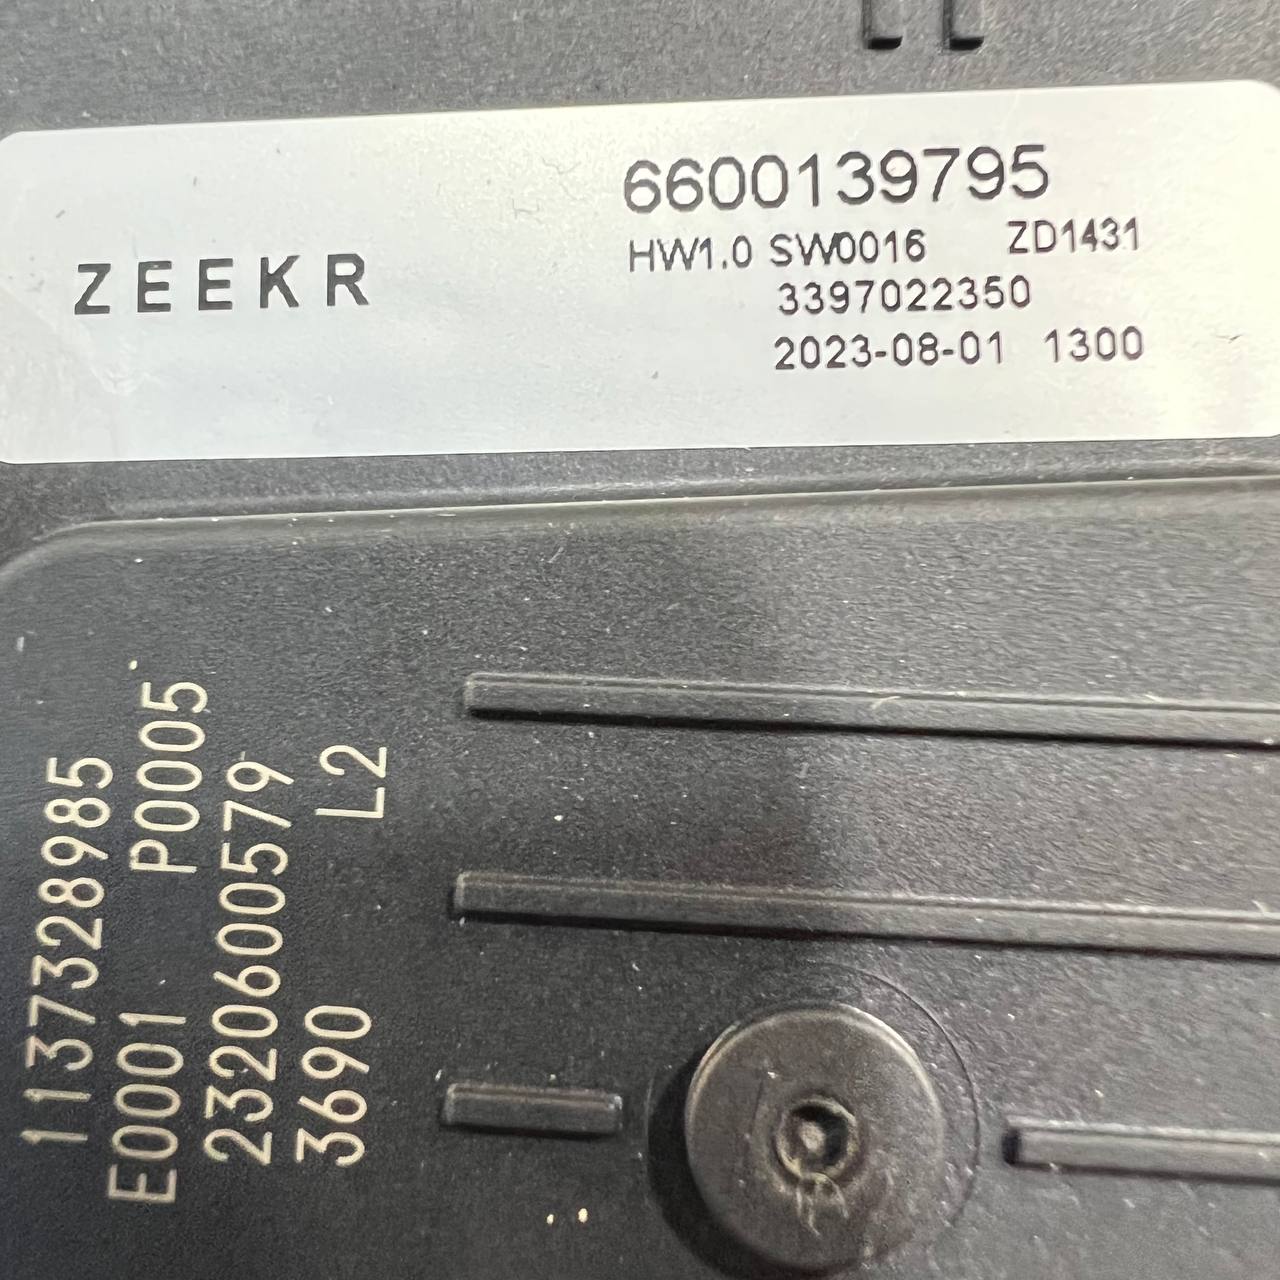 ZEEKR
6600139795
HW1.0 SW0016 ZD1431
3397022350
2023-08-01 1300
1137328985
E0001 P0005
2320600579
3690 L2